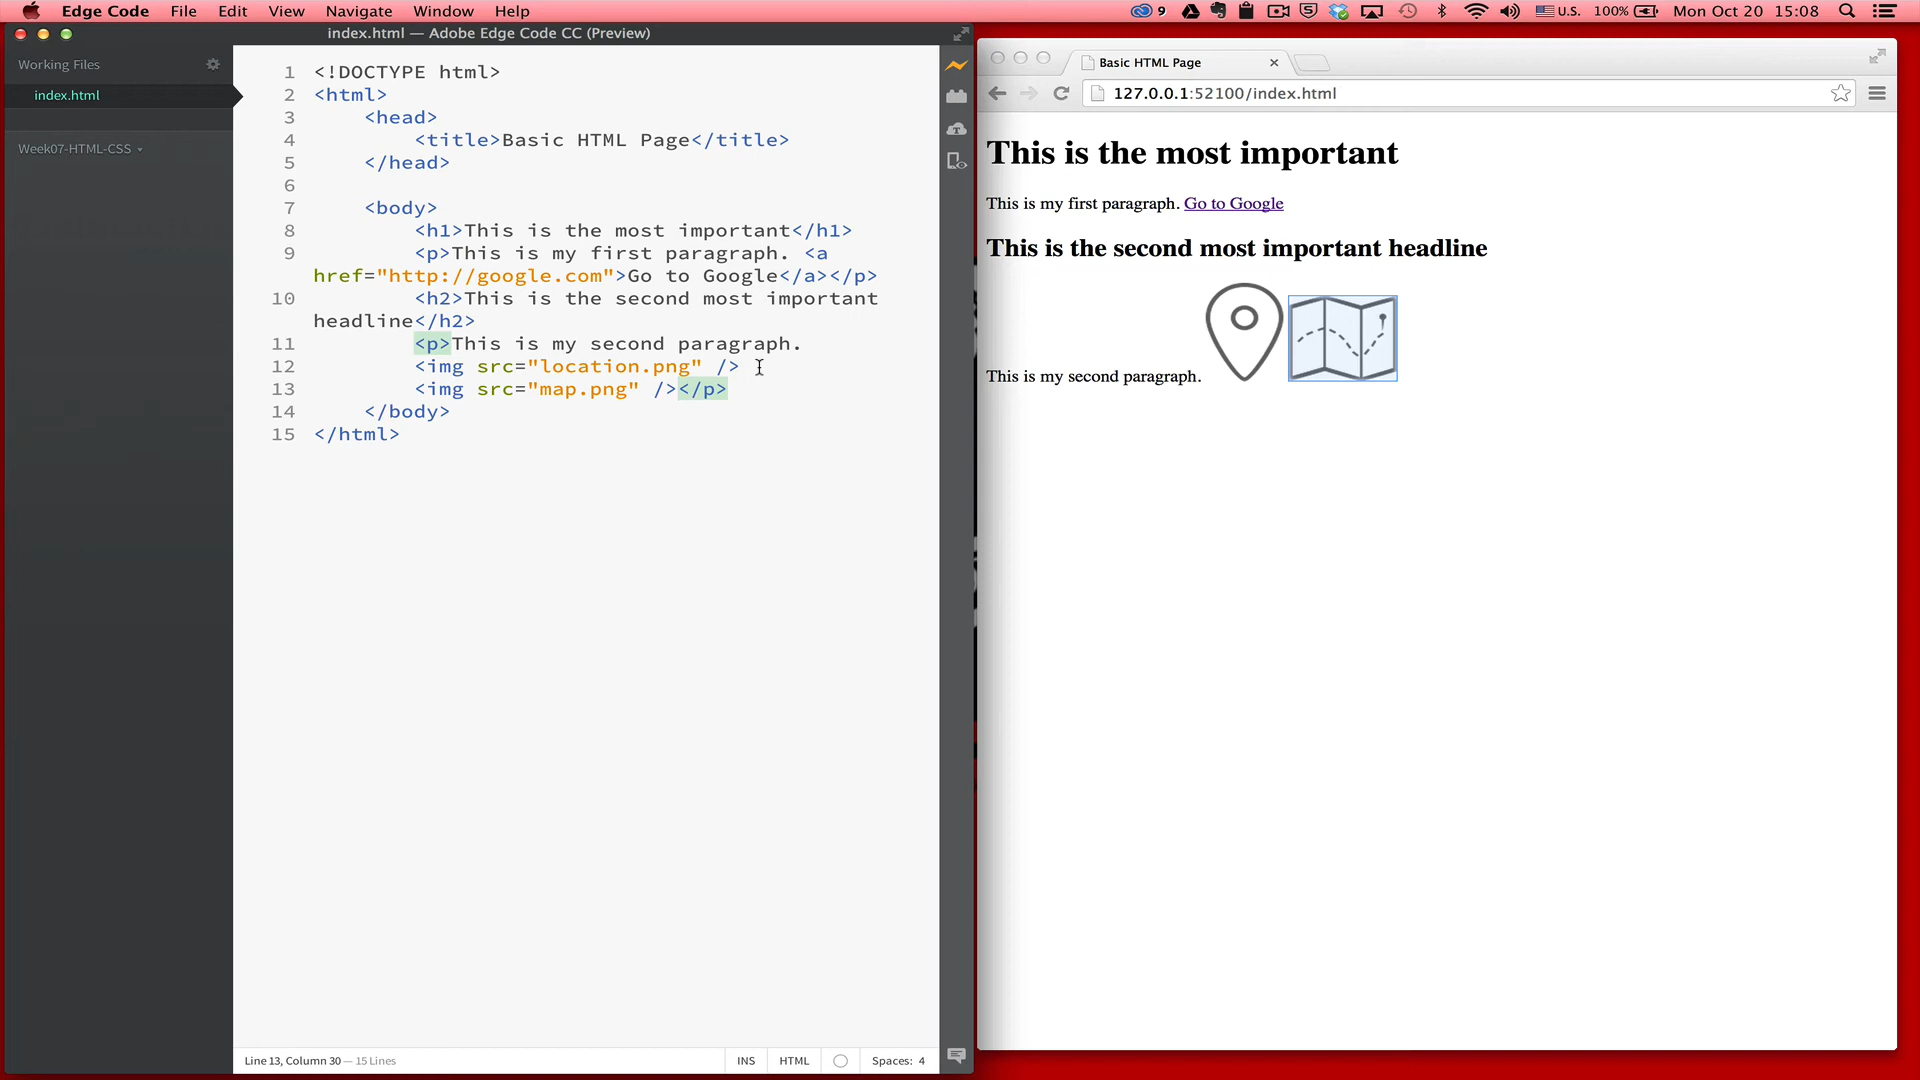 Edge Code File Edit View Navigate Window Help 9 U.S. 100% Mon Oct 20 15:08
index.html — Adobe Edge Code CC (Preview)
Working Files
index.html
Week07-HTML-CSS
1 <!DOCTYPE html>
2 <html>
3 <head>
4 <title>Basic HTML Page</title>
5 </head>
6
7 <body>
8 <h1>This is the most important</h1>
9 <p>This is my first paragraph. <a
href="http://google.com">Go to Google</a></p>
10 <h2>This is the second most important
headline</h2>
11 <p>This is my second paragraph.
12 <img src="location.png" />
13 <img src="map.png" /></p>
14 </body>
15 </html>
Line 13, Column 30 — 15 Lines INS HTML Spaces: 4
Basic HTML Page
127.0.0.1:52100/index.html
This is the most important
This is my first paragraph. Go to Google
This is the second most important headline
This is my second paragraph.